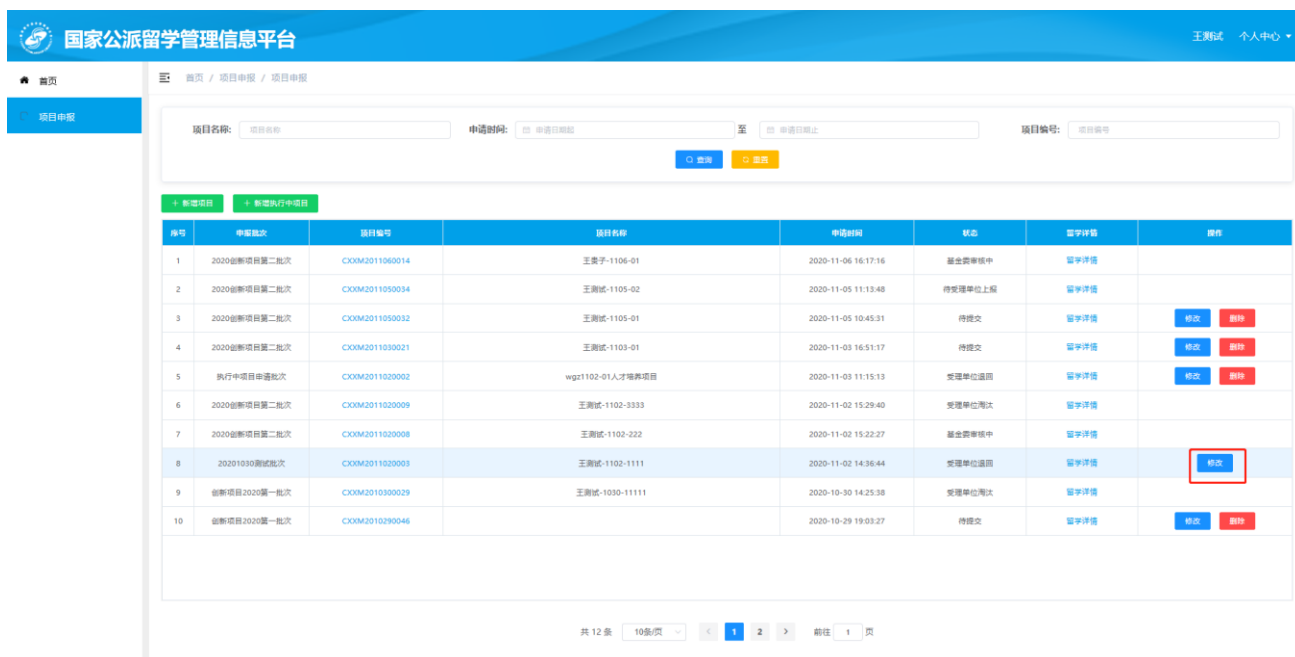 国家公派留学管理信息平台
王测试 个人中心
首页
首页 / 项目申报 / 项目申报
项目申报
项目名称: 项目名称 申请时间: 申请日期起 至 申请日期止 项目编号: 项目编号
查询 重置
+ 新增项目 + 新增执行中项目
序号 申报批次 项目编号 项目名称 申请时间 状态 留学详情 操作
1 2020创新项目第二批次 CXXM2011060014 王贵子-1106-01 2020-11-06 16:17:16 基金委审核中 留学详情
2 2020创新项目第二批次 CXXM2011050034 王测试-1105-02 2020-11-05 11:13:48 待受理单位上报 留学详情
3 2020创新项目第二批次 CXXM2011050032 王测试-1105-01 2020-11-05 10:45:31 待提交 留学详情 修改 删除
4 2020创新项目第二批次 CXXM2011030021 王测试-1103-01 2020-11-03 16:51:17 待提交 留学详情 修改 删除
5 执行中项目申请批次 CXXM2011020002 wgz1102-01人才培养项目 2020-11-03 11:15:13 受理单位退回 留学详情 修改 删除
6 2020创新项目第二批次 CXXM2011020009 王测试-1102-3333 2020-11-02 15:29:40 受理单位淘汰 留学详情
7 2020创新项目第二批次 CXXM2011020008 王测试-1102-222 2020-11-02 15:22:27 基金委审核中 留学详情
8 20201030测试批次 CXXM2011020003 王测试-1102-1111 2020-11-02 14:36:44 受理单位退回 留学详情 修改
9 创新项目2020第一批次 CXXM2010300029 王测试-1030-11111 2020-10-30 14:25:38 受理单位淘汰 留学详情
10 创新项目2020第一批次 CXXM2010290046 2020-10-29 19:03:27 待提交 留学详情 修改 删除
共 12 条 10条/页 < 1 2 > 前往 1 页